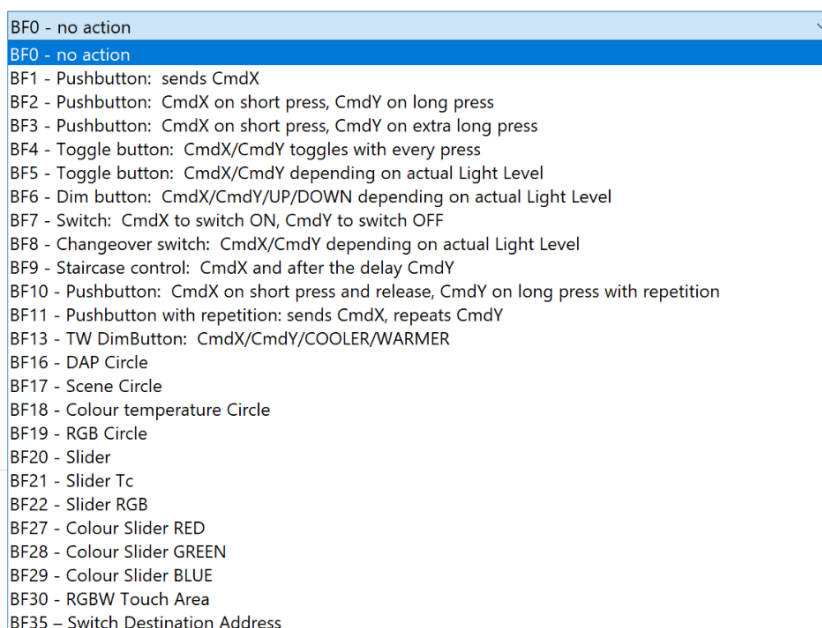 BF0 - no action
BF0 - no action
BF1 - Pushbutton:  sends CmdX
BF2 - Pushbutton:  CmdX on short press, CmdY on long press
BF3 - Pushbutton:  CmdX on short press, CmdY on extra long press
BF4 - Toggle button:  CmdX/CmdY toggles with every press
BF5 - Toggle button:  CmdX/CmdY depending on actual Light Level
BF6 - Dim button:  CmdX/CmdY/UP/DOWN depending on actual Light Level
BF7 - Switch:  CmdX to switch ON, CmdY to switch OFF
BF8 - Changeover switch:  CmdX/CmdY depending on actual Light Level
BF9 - Staircase control:  CmdX and after the delay CmdY
BF10 - Pushbutton:  CmdX on short press and release, CmdY on long press with repetition
BF11 - Pushbutton with repetition: sends CmdX, repeats CmdY
BF13 - TW DimButton:  CmdX/CmdY/COOLER/WARMER
BF16 - DAP Circle
BF17 - Scene Circle
BF18 - Colour temperature Circle
BF19 - RGB Circle
BF20 - Slider
BF21 - Slider Tc
BF22 - Slider RGB
BF27 - Colour Slider RED
BF28 - Colour Slider GREEN
BF29 - Colour Slider BLUE
BF30 - RGBW Touch Area
BF35 – Switch Destination Address